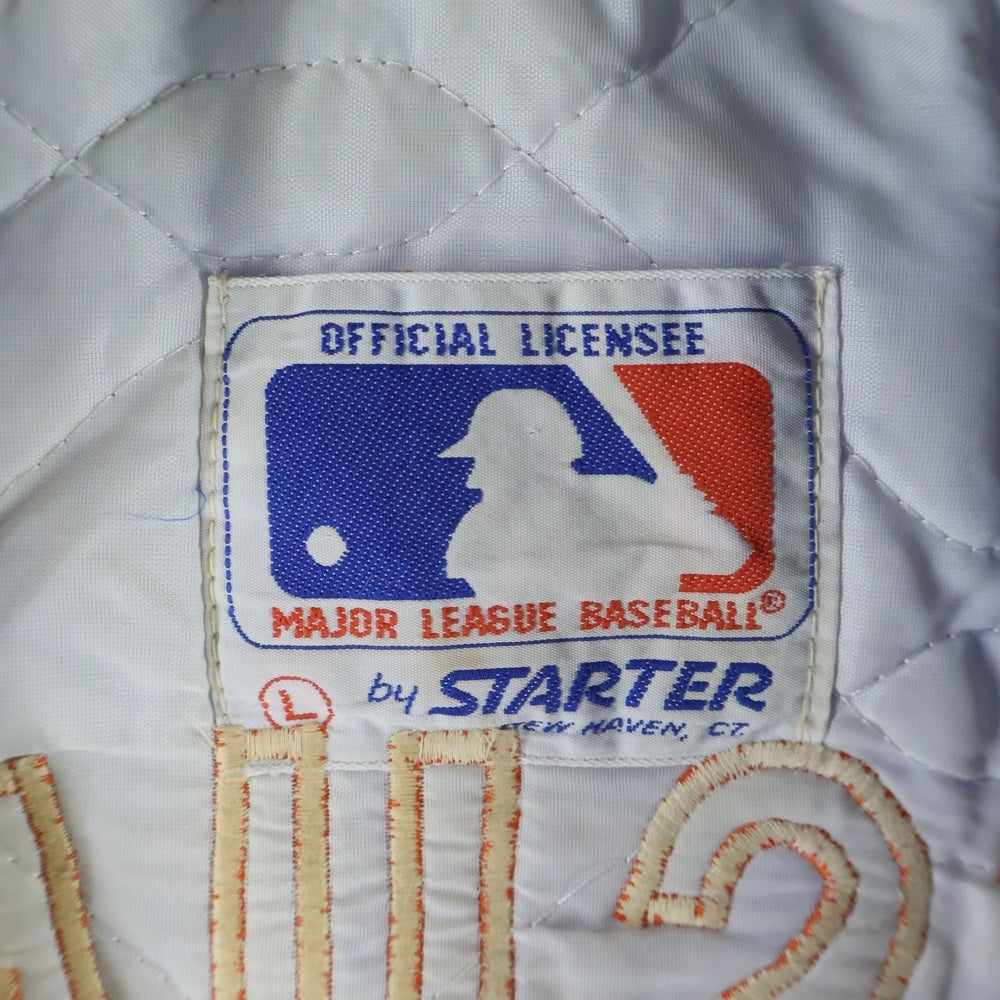 OFFICIAL LICENSEE
MAJOR LEAGUE BASEBALL®
L by STARTER
NEW HAVEN, CT.